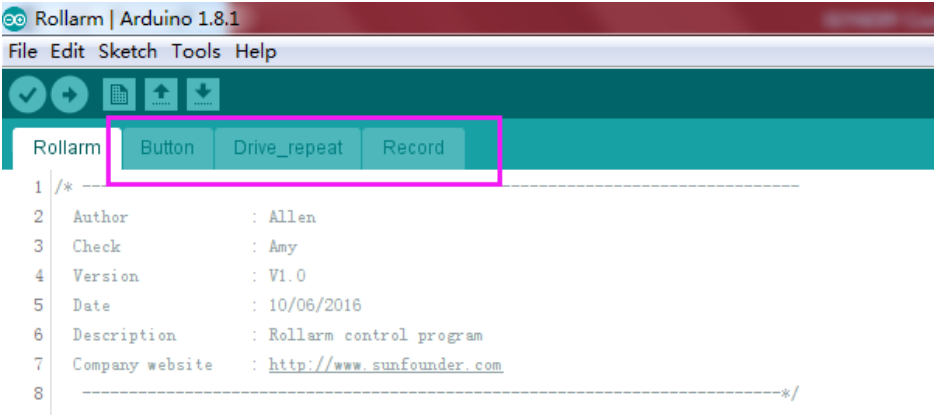 Rollarm | Arduino 1.8.1
File Edit Sketch Tools Help
Rollarm Button Drive_repeat Record
1 /* ----------------------------------------------------------------------
2 Author : Allen
3 Check : Amy
4 Version : V1.0
5 Date : 10/06/2016
6 Description : Rollarm control program
7 Company website : http://www.sunfounder.com
8 ----------------------------------------------------------------------*/